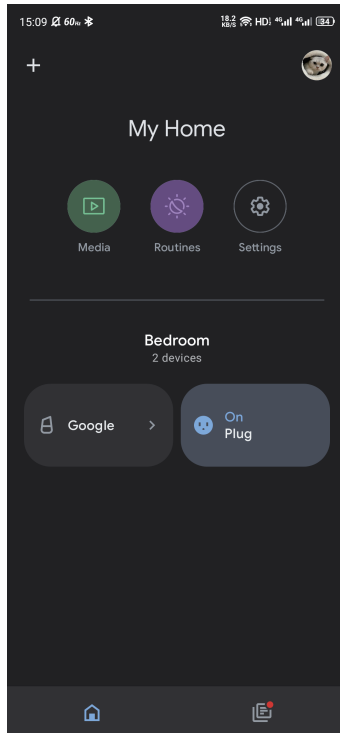 15:09 60Hz 18.2 KB/S HD 4G 4G 34
My Home
Media Routines Settings
Bedroom
2 devices
Google
On
Plug